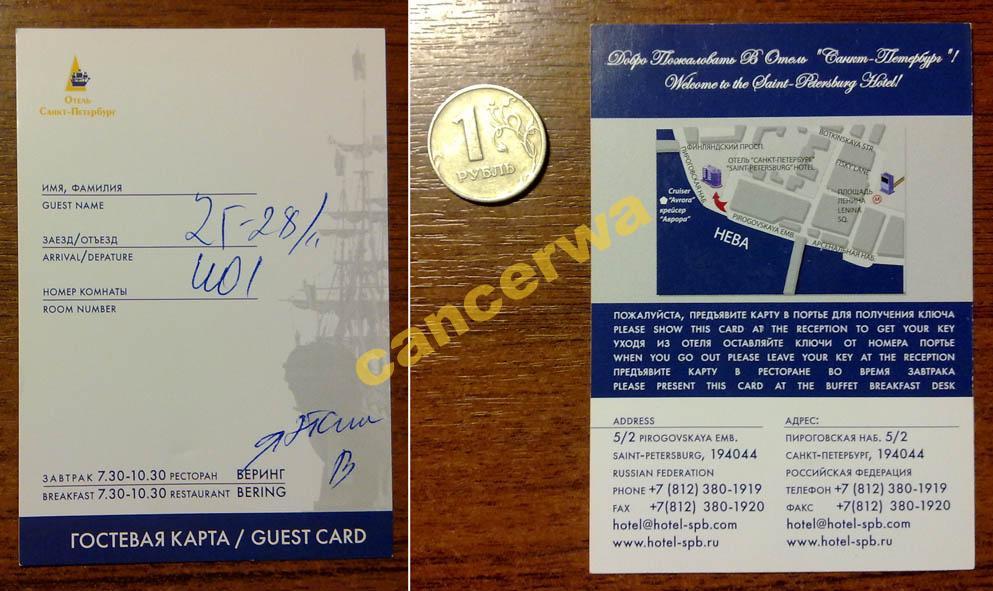 Отель
Санкт-Петербург
ИМЯ, ФАМИЛИЯ
GUEST NAME
ЗАЕЗД/ОТЪЕЗД
ARRIVAL/DEPATURE
НОМЕР КОМНАТЫ
401
ROOM NUMBER
ЗАВТРАК 7.30-10.30 РЕСТОРАН БЕРИНГ
BREAKFAST 7.30-10.30 RESTAURANT BERING
ГОСТЕВАЯ КАРТА / GUEST CARD
1
РУБЛЬ
cancerwa
Добро Пожаловать В Отель "Санкт-Петербург"!
Welcome to the Saint-Petersburg Hotel!
BOTKINSKAYA STR.
ФИНЛЯНДСКИЙ ПРОСП.
ПИРОГОВСКАЯ НАБ.
ОТЕЛЬ "САНКТ-ПЕТЕРБУРГ"
"SAINT-PETERSBURG" HOTEL
Cruiser
"Avrora"
крейсер
"Аврора"
ПЛОЩАДЬ
ЛЕНИНА
LENINA
SQ.
PIROGOVSKAYA EMB.
АРСЕНАЛЬНАЯ НАБ.
НЕВА
ПОЖАЛУЙСТА, ПРЕДЪЯВИТЕ КАРТУ В ПОРТЬЕ ДЛЯ ПОЛУЧЕНИЯ КЛЮЧА
PLEASE SHOW THIS CARD AT THE RECEPTION TO GET YOUR KEY
УХОДЯ ИЗ ОТЕЛЯ ОСТАВЛЯЙТЕ КЛЮЧИ ОТ НОМЕРА ПОРТЬЕ
WHEN YOU GO OUT PLEASE LEAVE YOUR KEY AT THE RECEPTION
ПРЕДЪЯВИТЕ КАРТУ В РЕСТОРАНЕ ВО ВРЕМЯ ЗАВТРАКА
PLEASE PRESENT THIS CARD AT THE BUFFET BREAKFAST DESK
ADDRESS
5/2 PIROGOVSKAYA EMB.
SAINT-PETERSBURG, 194044
RUSSIAN FEDERATION
PHONE +7 (812) 380-1919
FAX +7(812) 380-1920
hotel@hotel-spb.com
www.hotel-spb.ru
АДРЕС:
ПИРОГОВСКАЯ НАБ. 5/2
САНКТ-ПЕТЕРБУРГ, 194044
РОССИЙСКАЯ ФЕДЕРАЦИЯ
ТЕЛЕФОН +7 (812) 380-1919
ФАКС +7(812) 380-1920
hotel@hotel-spb.com
www.hotel-spb.ru